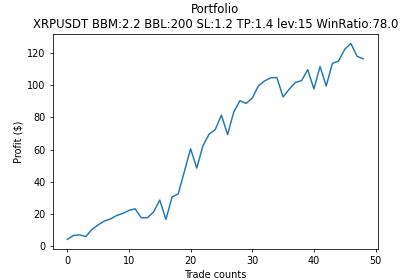 Portfolio
XRPUSDT BBM:2.2 BBL:200 SL:1.2 TP:1.4 lev:15 WinRatio:78.0
120
100
80
60
40
20
0
Profit ($)
0 10 20 30 40 50
Trade counts